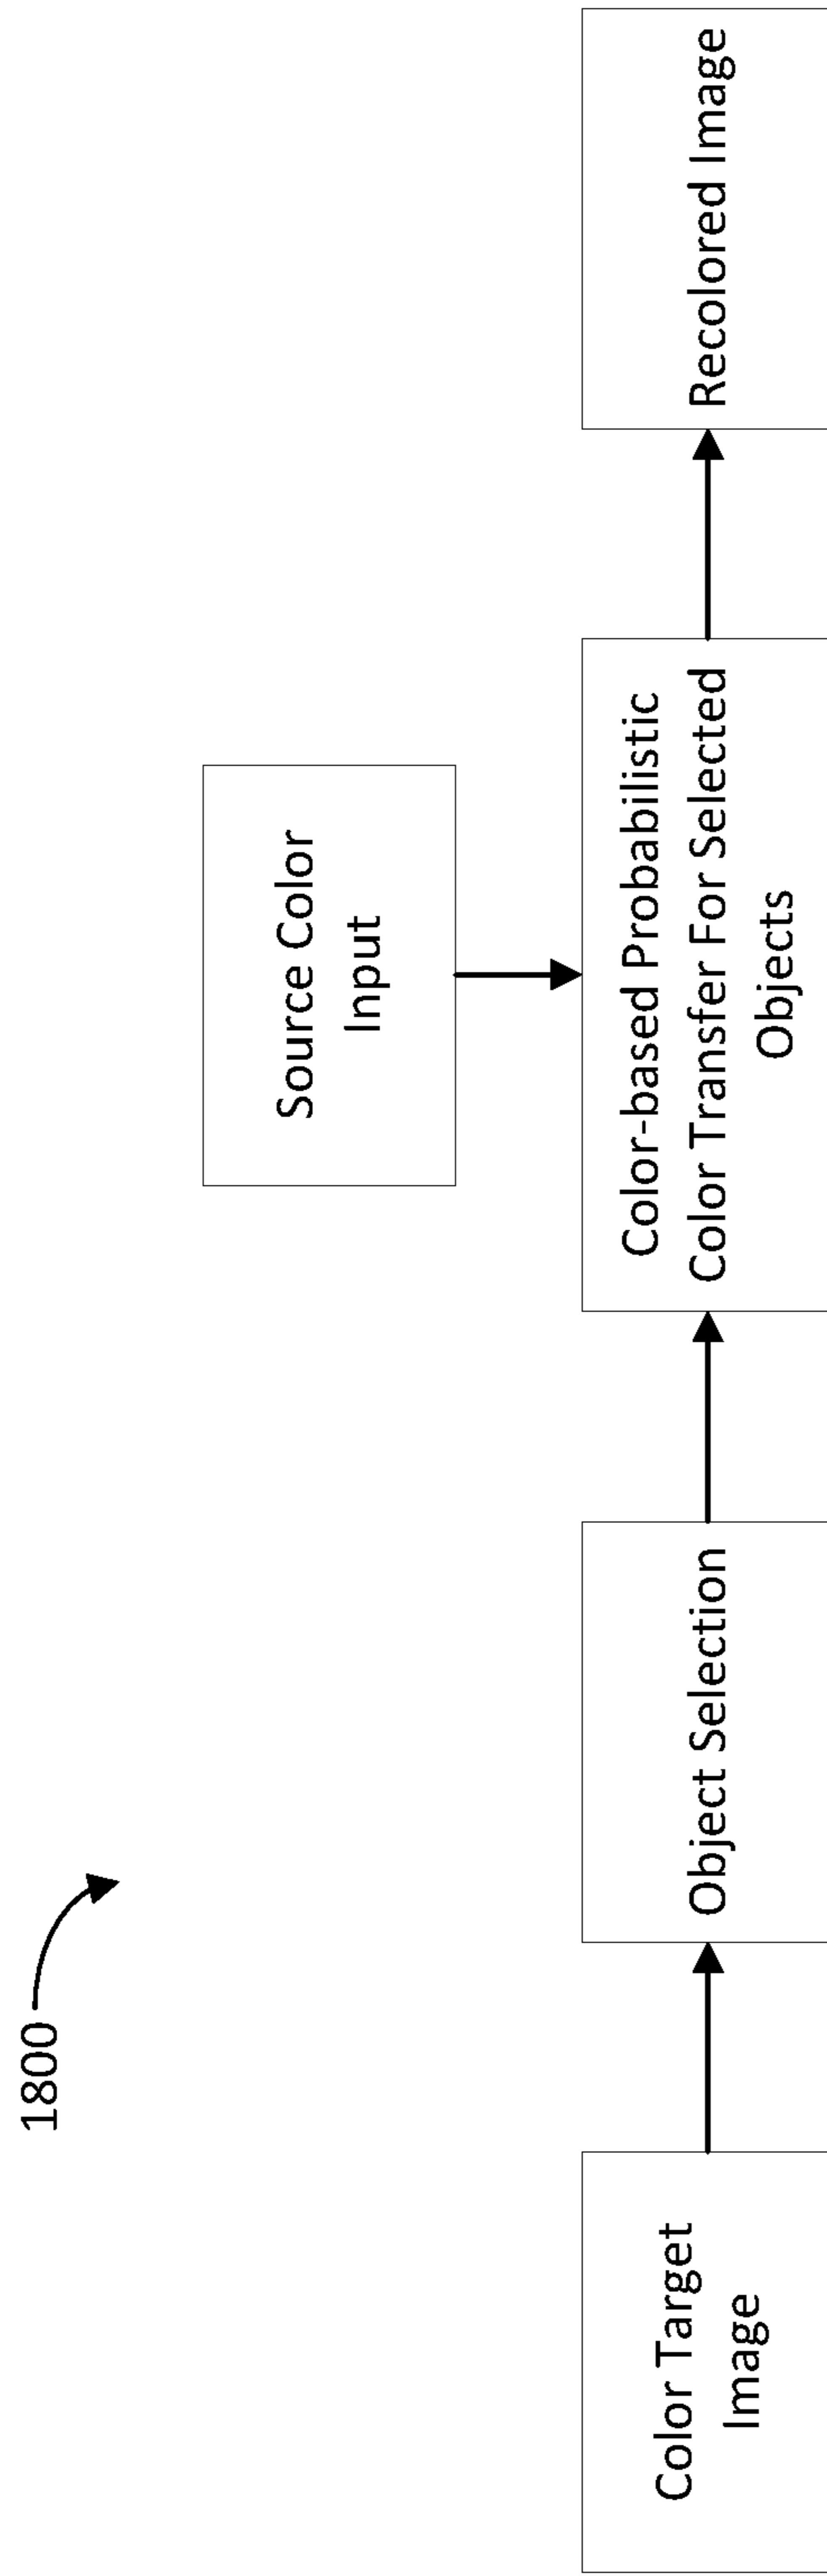 1800
Source Color
Input
Color Target
Image
Object Selection
Color-based Probabilistic
Color Transfer For Selected
Objects
Recolored Image